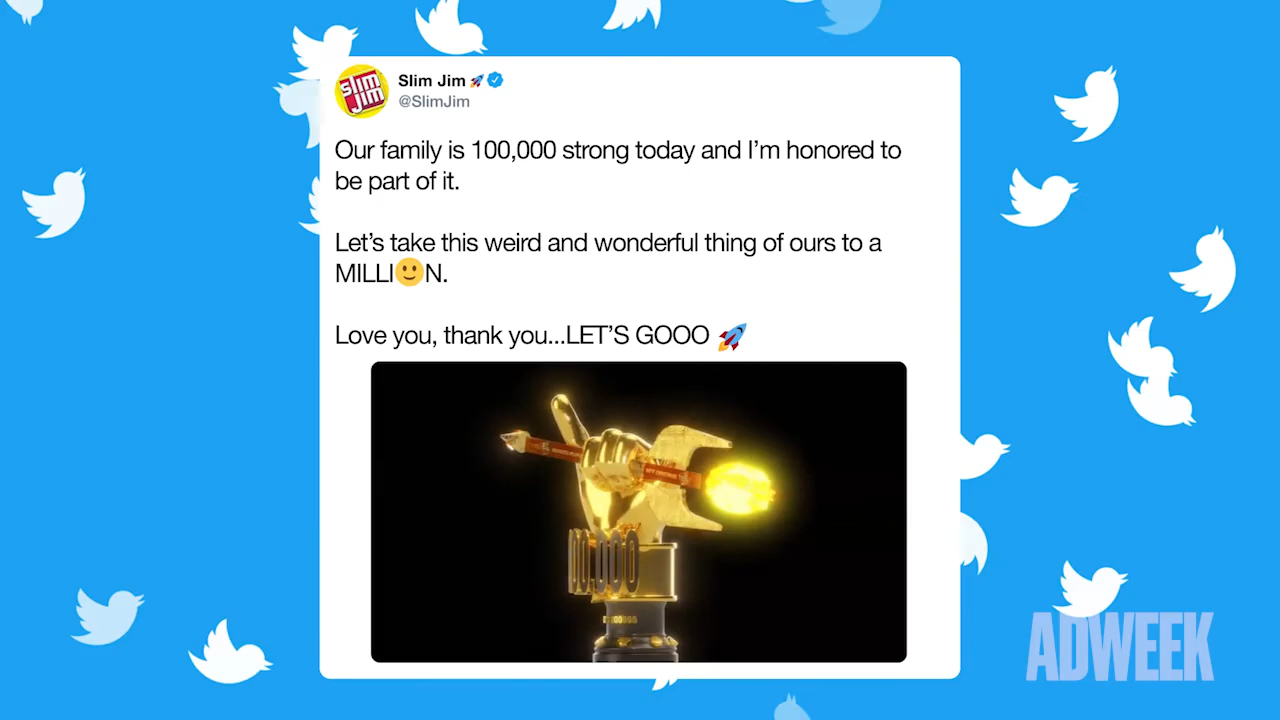 slim
jim
Slim Jim 🚀
@SlimJim
Our family is 100,000 strong today and I’m honored to
be part of it.
Let’s take this weird and wonderful thing of ours to a
MILLI🙂N.
Love you, thank you...LET’S GOOO 🚀
ADWEEK